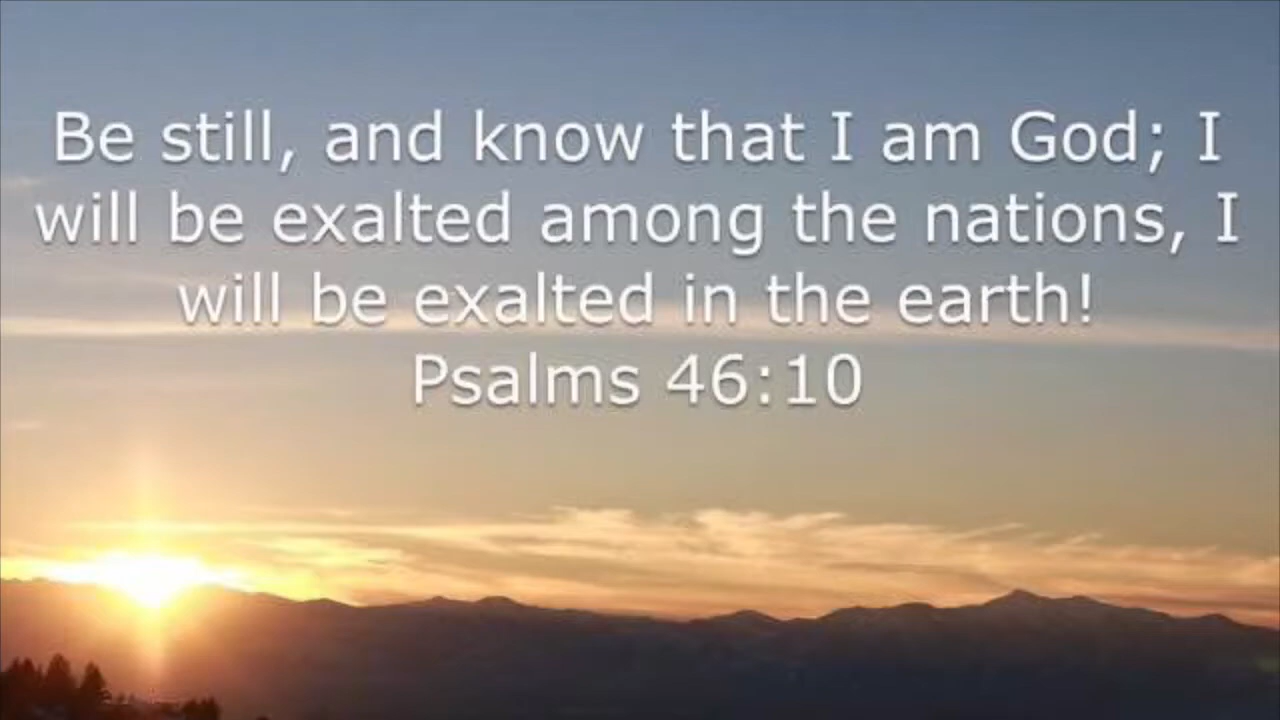 Be still, and know that I am God; I
will be exalted among the nations, I
will be exalted in the earth!
Psalms 46:10